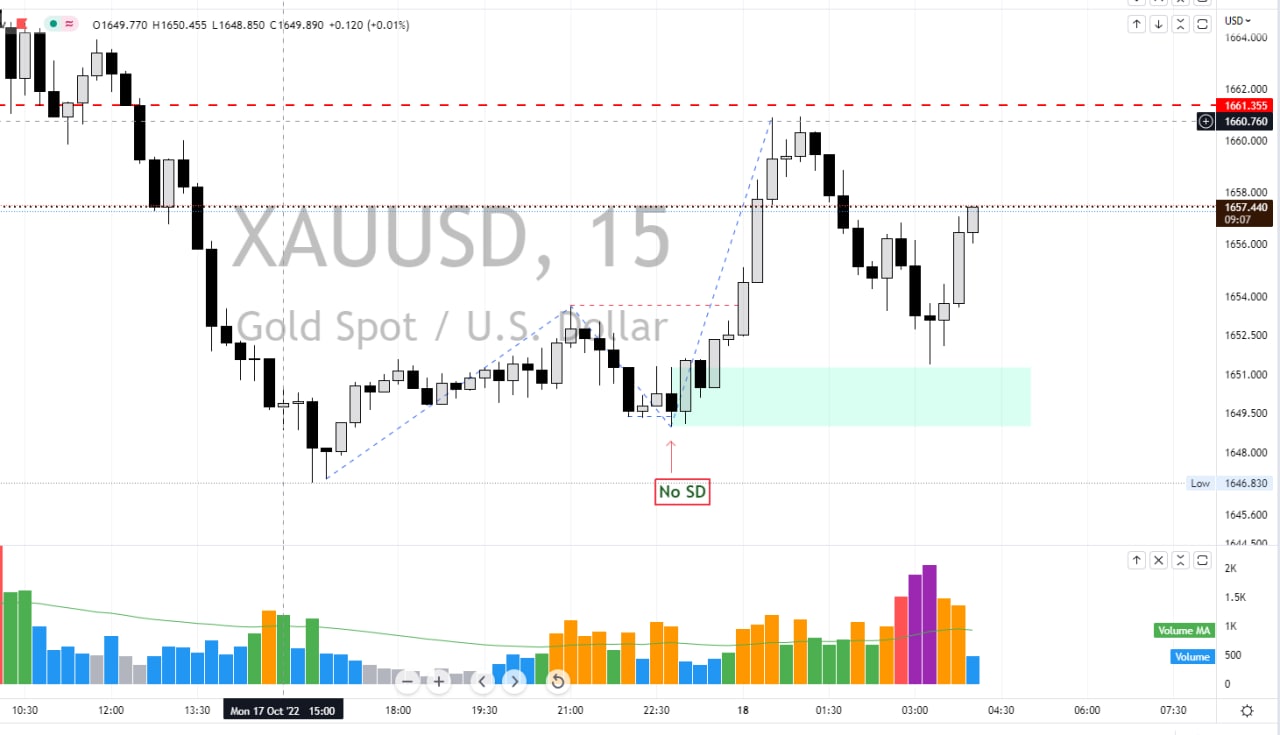 O1649.770 H1650.455 L1648.850 C1649.890 +0.120 (+0.01%)
USD
1664.000
1662.000
1661.355
1660.760
1660.000
1658.000
1657.440
09:07
1656.000
1654.000
1652.500
1651.000
1649.500
1648.000
Low 1646.830
1645.600
1644.500
XAUUSD, 15
Gold Spot / U.S. Dollar
No SD
2K
1.5K
1K
500
0
Volume MA
Volume
10:30 12:00 13:30 Mon 17 Oct '22 15:00 18:00 19:30 21:00 22:30 18 01:30 03:00 04:30 06:00 07:30